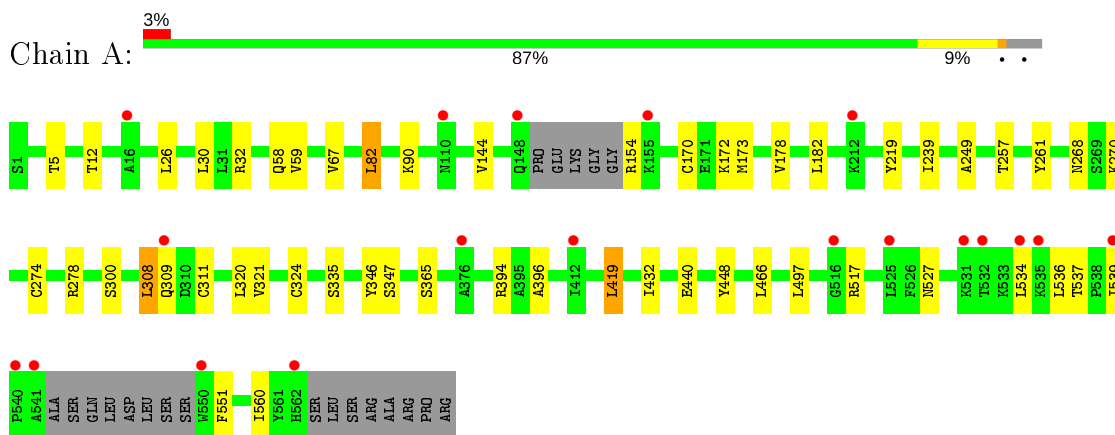 3%
Chain A:
87% 9% • •
S1 T5 T12 A16 L26 L30 L31 R32 Q58 V59 V67 L82 K90 N110 V144 Q148 PRO GLU LYS GLY GLY R154 K155 C170 E171 K172 M173 V178 L182 K212 Y219 I239 A249 T257 Y261 N268 S269 K270
C274 R278 S300 L308 Q309 D310 C311 L320 V321 C324 S335 Y346 S347 S365 A376 R394 A395 A396 I412 L419 I432 E440 Y448 L466 L497 G516 R517 L525 F526 N527 K531 T532 K533 L534 K535 L536 T537 P538 I539
P540 A541 ALA SER GLN LEU ASP LEU SER SER W550 F551 I560 Y561 H562 SER LEU SER ARG ALA ARG PRO ARG